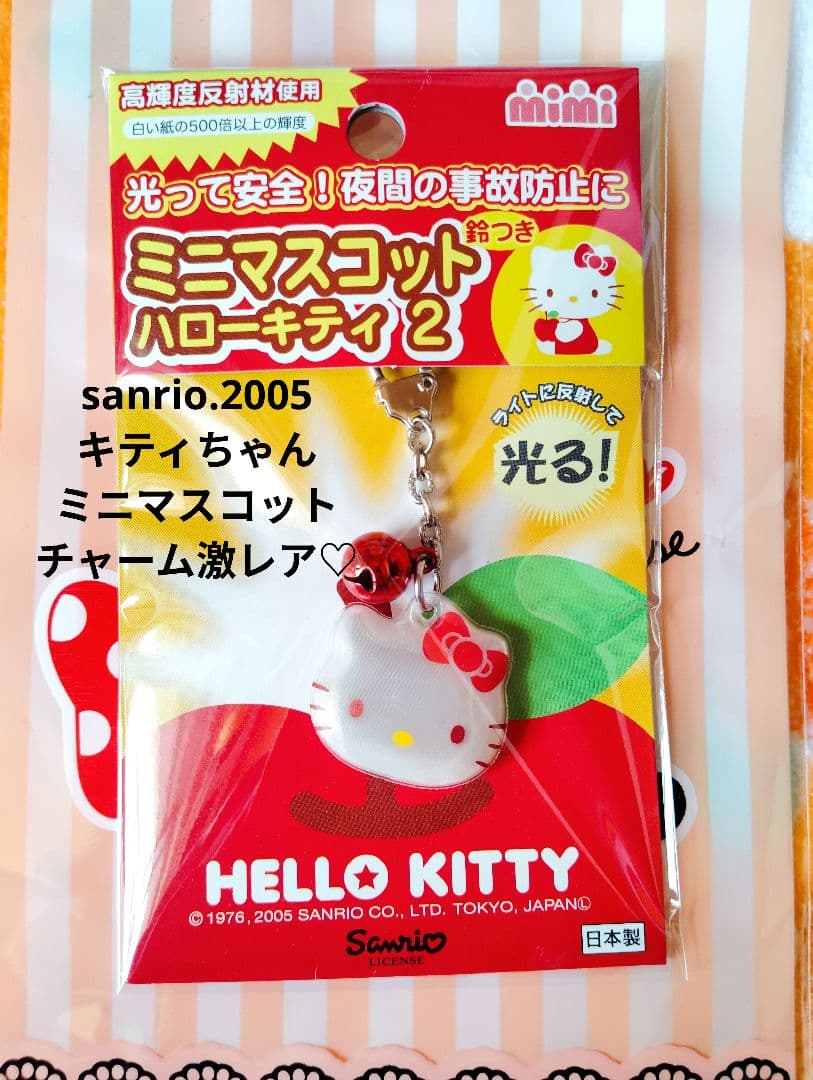 高輝度反射材使用
白い紙の500倍以上の輝度
mimi
光って安全!夜間の事故防止に
鈴つき
ミニマスコット
ハローキティ 2
sanrio.2005
キティちゃん
ミニマスコット
チャーム激レア♡
ライトに反射して
光る!
se
HELLO KITTY
© 1976, 2005 SANRIO CO., LTD. TOKYO, JAPANⓁ
Sanrio
LICENSE
日本製